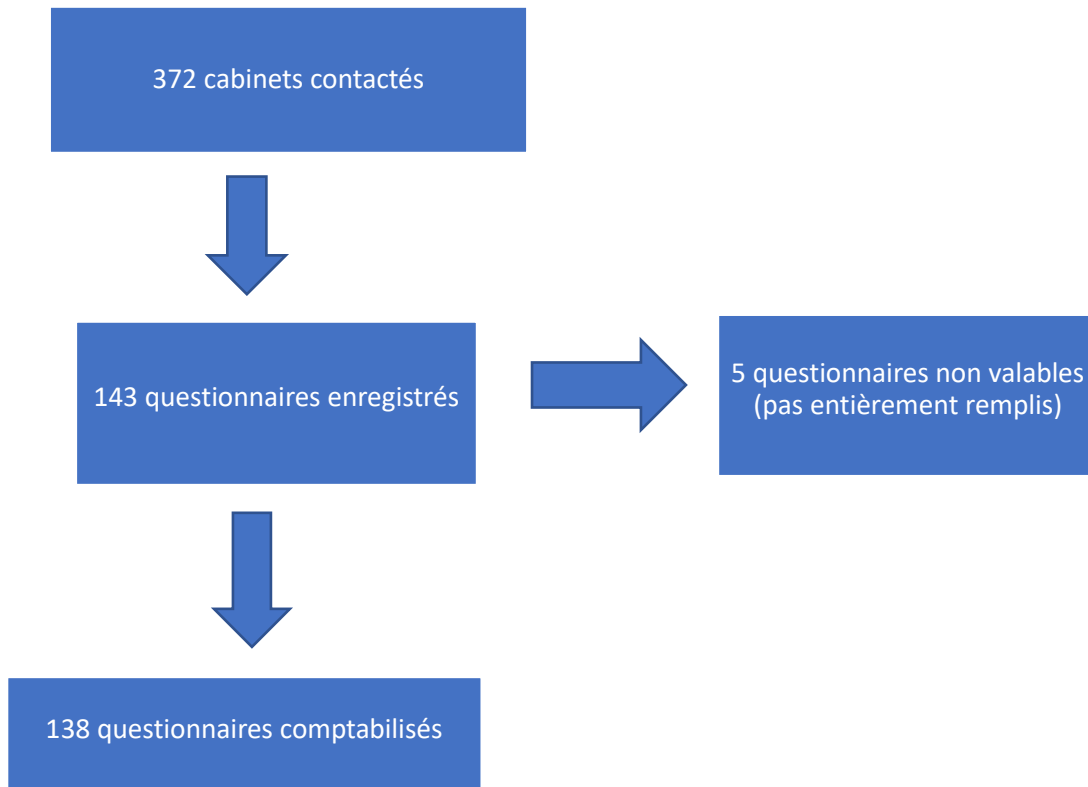 372 cabinets contactés
143 questionnaires enregistrés
5 questionnaires non valables
(pas entièrement remplis)
138 questionnaires comptabilisés